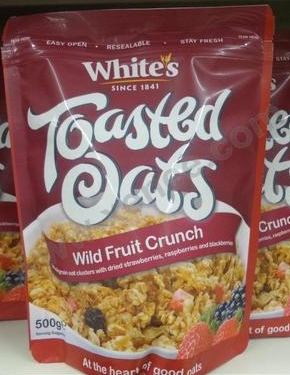 EASY OPEN • RESEALABLE • STAY FRESH
White's
SINCE 1841
Toasted
Oats
Wild Fruit Crunch
wholegrain oat clusters with dried strawberries, raspberries and blackberries
500g
At the heart of good oats